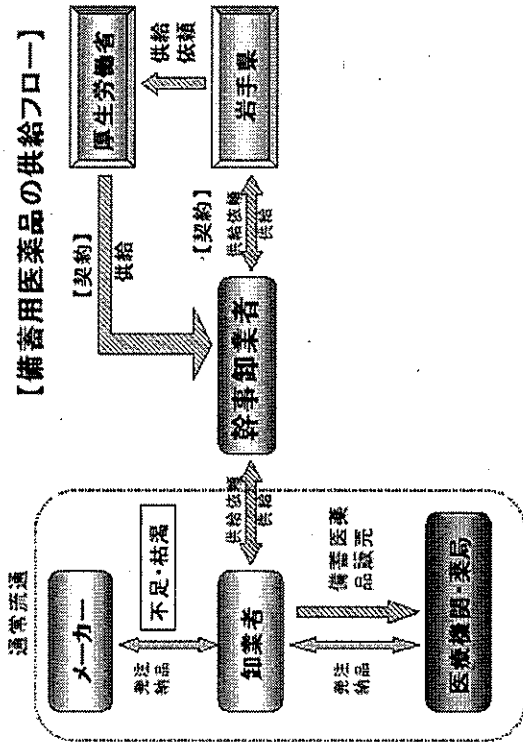 【備蓄用医薬品の供給フロー】
通常流通
メーカー
発注
納品
不足・枯渇
卸業者
発注
納品
備蓄医薬
品販売
医療機関・薬局
供給依頼
供給
幹事卸業者
【契約】
供給
【契約】
供給依頼
供給
厚生労働省
供給
依頼
岩手県